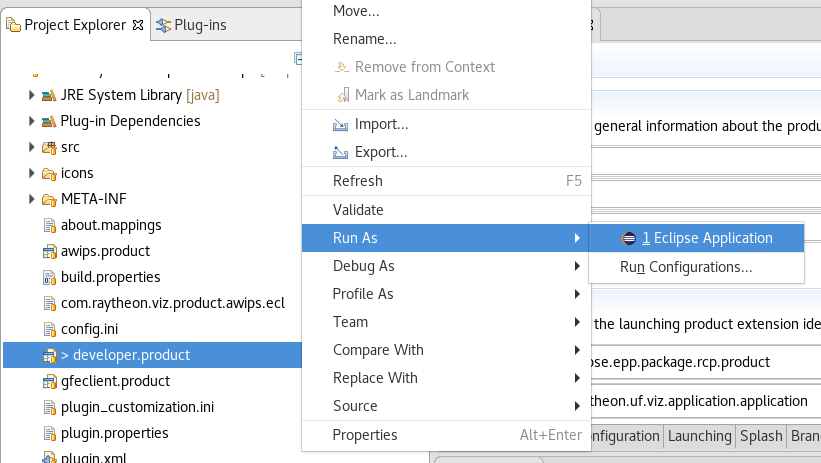 Project Explorer
Plug-ins
JRE System Library [java]
Plug-in Dependencies
src
icons
META-INF
about.mappings
awips.product
build.properties
com.raytheon.viz.product.awips.ecl
config.ini
> developer.product
gfeclient.product
plugin_customization.ini
plugin.properties
plugin.xml
Move...
Rename...
Remove from Context
Mark as Landmark
Import...
Export...
Refresh F5
Validate
Run As
Debug As
Profile As
Team
Compare With
Replace With
Source
Properties Alt+Enter
1 Eclipse Application
Run Configurations...
general information about the produ
the launching product extension ide
ose.epp.package.rcp.product
theon.uf.viz.application.application
nfiguration Launching Splash Bran